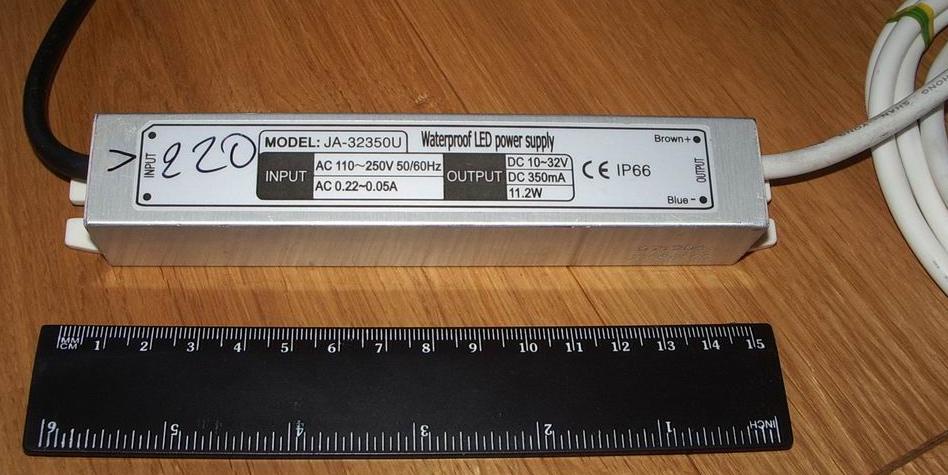 > INPUT 220
MODEL: JA-32350U
Waterproof LED power supply
INPUT
AC 110~250V 50/60Hz
AC 0.22~0.05A
OUTPUT
DC 10~32V
DC 350mA
11.2W
CE IP66
Brown+
OUTPUT
Blue-
MM
CM
1 2 3 4 5 6 7 8 9 10 11 12 13 14 15
6 5 4 3 2 1 INCH